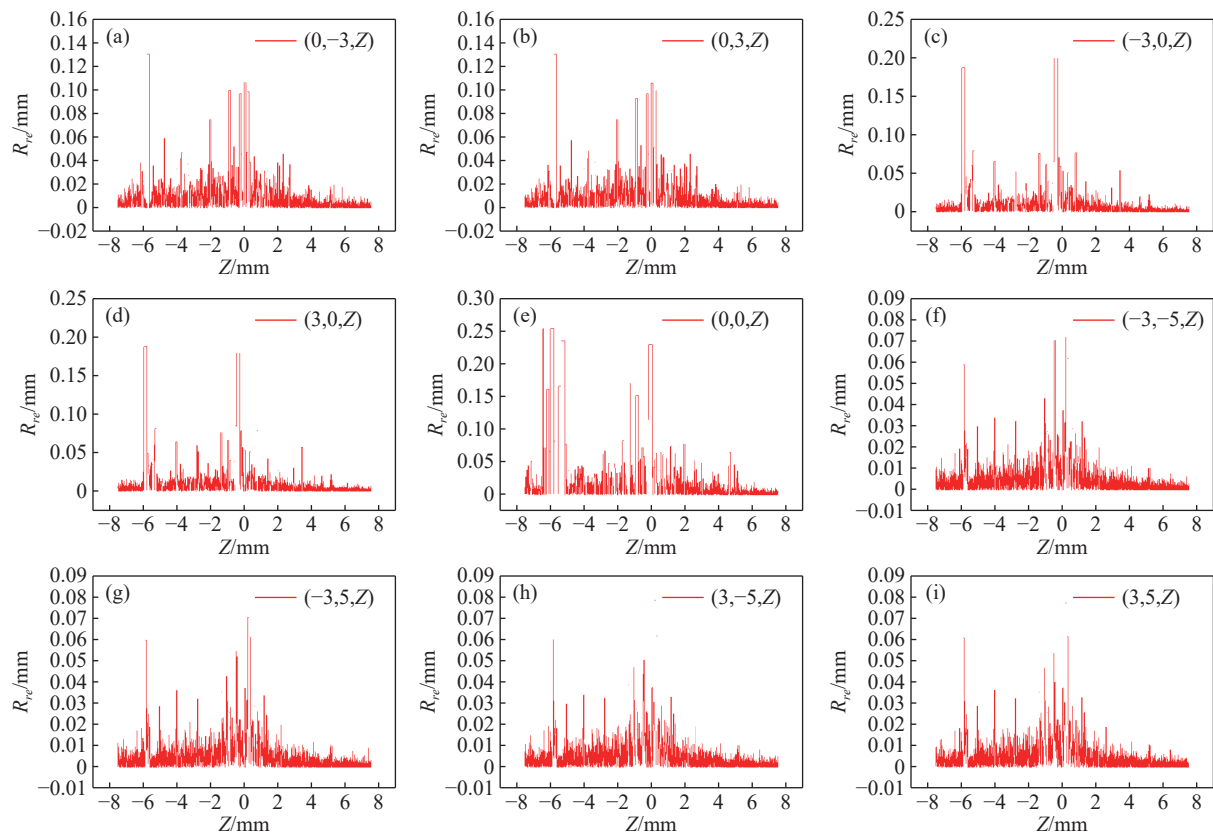 0.16
(a)
(0,−3,Z)
0.14
0.12
0.10
0.08
0.06
0.04
0.02
0
−0.02
−8 −6 −4 −2 0 2 4 6 8
Z/mm
R_re/mm
0.16
(b)
(0,3,Z)
0.14
0.12
0.10
0.08
0.06
0.04
0.02
0
−0.02
−8 −6 −4 −2 0 2 4 6 8
Z/mm
R_re/mm
0.25
(c)
(−3,0,Z)
0.20
0.15
0.10
0.05
0
−8 −6 −4 −2 0 2 4 6 8
Z/mm
R_re/mm
0.25
(d)
(3,0,Z)
0.20
0.15
0.10
0.05
0
−8 −6 −4 −2 0 2 4 6 8
Z/mm
R_re/mm
0.30
(e)
(0,0,Z)
0.25
0.20
0.15
0.10
0.05
0.00
−8 −6 −4 −2 0 2 4 6 8
Z/mm
R_re/mm
0.09
(f)
(−3,−5,Z)
0.08
0.07
0.06
0.05
0.04
0.03
0.02
0.01
0
−0.01
−8 −6 −4 −2 0 2 4 6 8
Z/mm
R_re/mm
0.09
(g)
(−3,5,Z)
0.08
0.07
0.06
0.05
0.04
0.03
0.02
0.01
0
−0.01
−8 −6 −4 −2 0 2 4 6 8
Z/mm
R_re/mm
0.09
(h)
(3,−5,Z)
0.08
0.07
0.06
0.05
0.04
0.03
0.02
0.01
0
−0.01
−8 −6 −4 −2 0 2 4 6 8
Z/mm
R_re/mm
0.09
(i)
(3,5,Z)
0.08
0.07
0.06
0.05
0.04
0.03
0.02
0.01
0
−0.01
−8 −6 −4 −2 0 2 4 6 8
Z/mm
R_re/mm